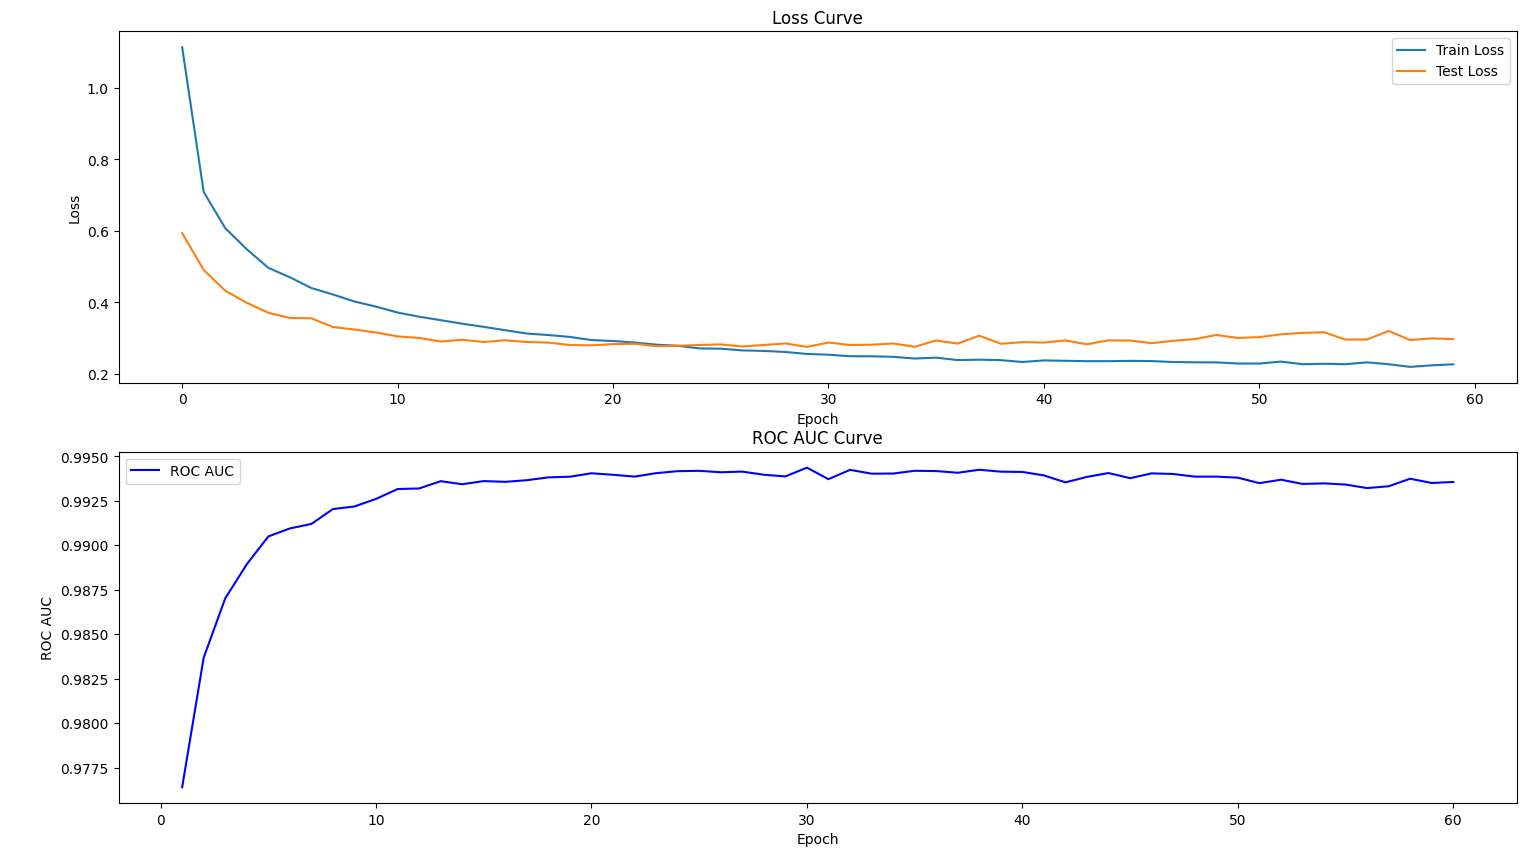 Loss Curve
Train Loss
Test Loss
1.0
0.8
0.6
0.4
0.2
Loss
0 10 20 30 40 50 60
Epoch
ROC AUC Curve
ROC AUC
0.9950
0.9925
0.9900
0.9875
0.9850
0.9825
0.9800
0.9775
ROC AUC
0 10 20 30 40 50 60
Epoch